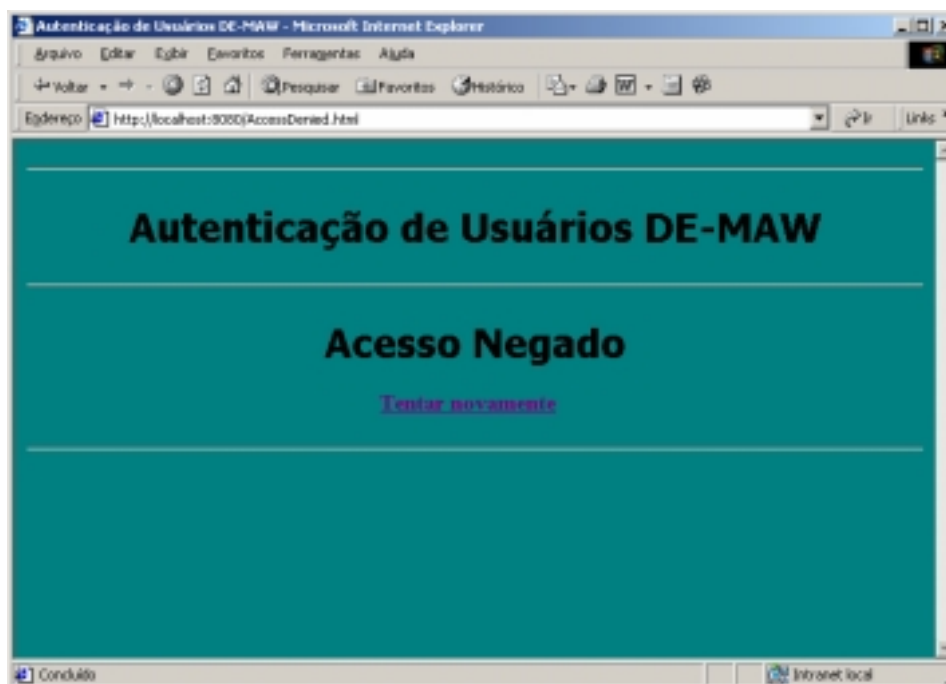 Autenticação de Usuários DE-MAW - Microsoft Internet Explorer
Arquivo Editar Exibir Favoritos Ferramentas Ajuda
Voltar Pesquisar Favoritos Histórico
Endereço http://localhost:8080/AccessDenied.html Ir Links
Autenticação de Usuários DE-MAW
Acesso Negado
Tentar novamente
Concluído Intranet local